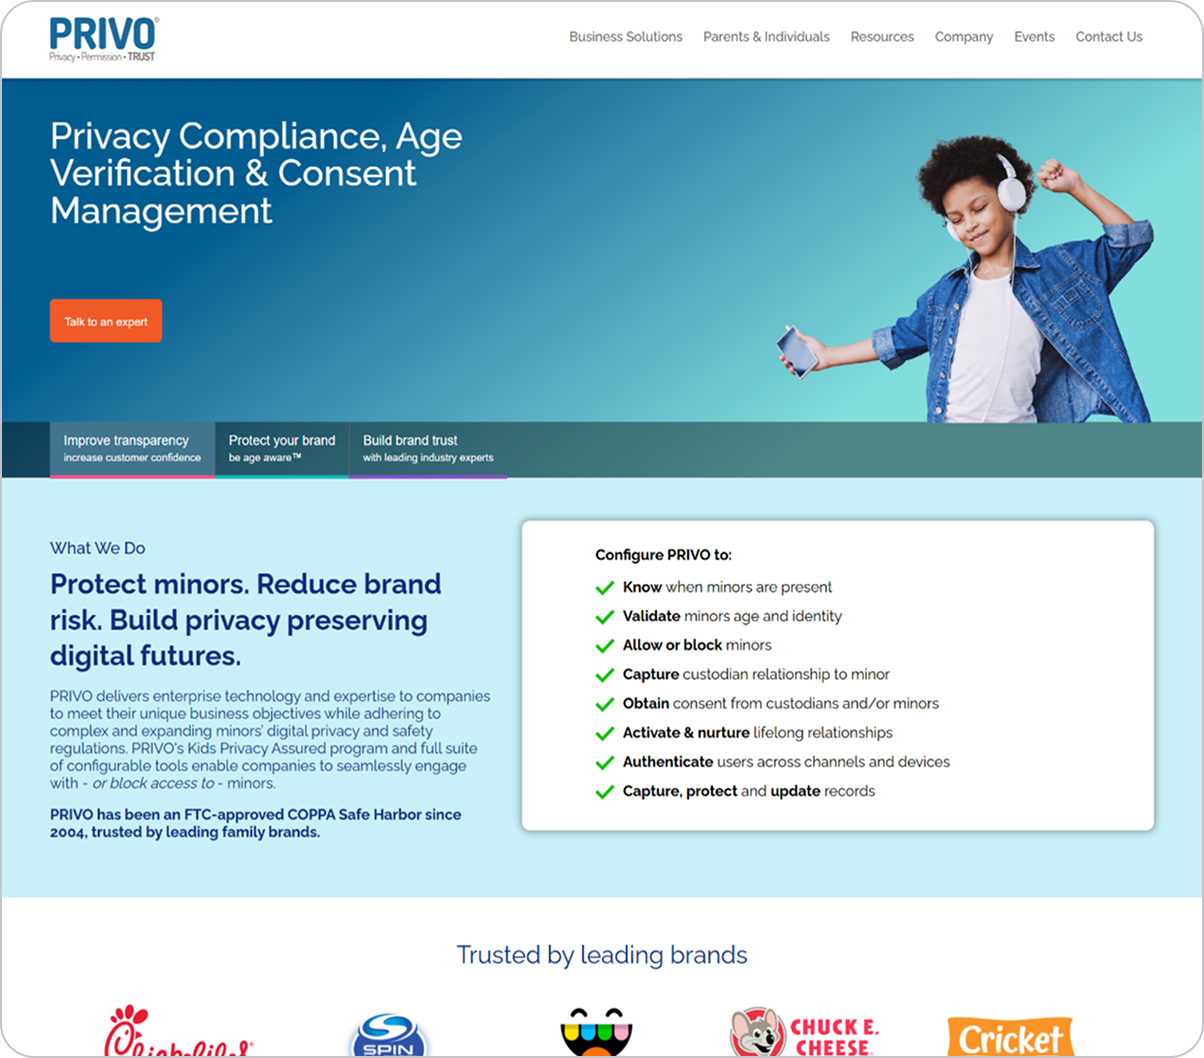 PRIVO®
Privacy • Permission • TRUST
Business Solutions
Parents & Individuals
Resources
Company
Events
Contact Us
Privacy Compliance, Age
Verification & Consent
Management
Talk to an expert
Improve transparency
increase customer confidence
Protect your brand
be age aware™
Build brand trust
with leading industry experts
What We Do
Protect minors. Reduce brand
risk. Build privacy preserving
digital futures.
PRIVO delivers enterprise technology and expertise to companies
to meet their unique business objectives while adhering to
complex and expanding minors’ digital privacy and safety
regulations. PRIVO's Kids Privacy Assured program and full suite
of configurable tools enable companies to seamlessly engage
with - or block access to - minors.
PRIVO has been an FTC-approved COPPA Safe Harbor since
2004, trusted by leading family brands.
Configure PRIVO to:
Know when minors are present
Validate minors age and identity
Allow or block minors
Capture custodian relationship to minor
Obtain consent from custodians and/or minors
Activate & nurture lifelong relationships
Authenticate users across channels and devices
Capture, protect and update records
Trusted by leading brands
Chick-fil-A
SPIN
CHUCK E.
CHEESE
Cricket